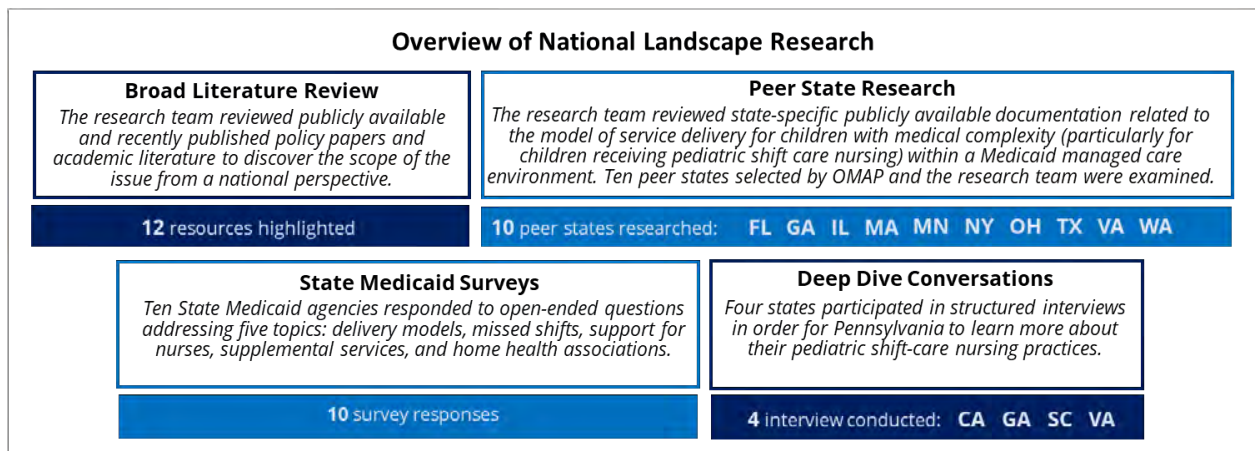 Overview of National Landscape Research
Broad Literature Review
The research team reviewed publicly available
and recently published policy papers and
academic literature to discover the scope of the
issue from a national perspective.
12 resources highlighted
Peer State Research
The research team reviewed state-specific publicly available documentation related to
the model of service delivery for children with medical complexity (particularly for
children receiving pediatric shift care nursing) within a Medicaid managed care
environment. Ten peer states selected by OMAP and the research team were examined.
10 peer states researched: FL GA IL MA MN NY OH TX VA WA
State Medicaid Surveys
Ten State Medicaid agencies responded to open-ended questions
addressing five topics: delivery models, missed shifts, support for
nurses, supplemental services, and home health associations.
10 survey responses
Deep Dive Conversations
Four states participated in structured interviews
in order for Pennsylvania to learn more about
their pediatric shift-care nursing practices.
4 interview conducted: CA GA SC VA